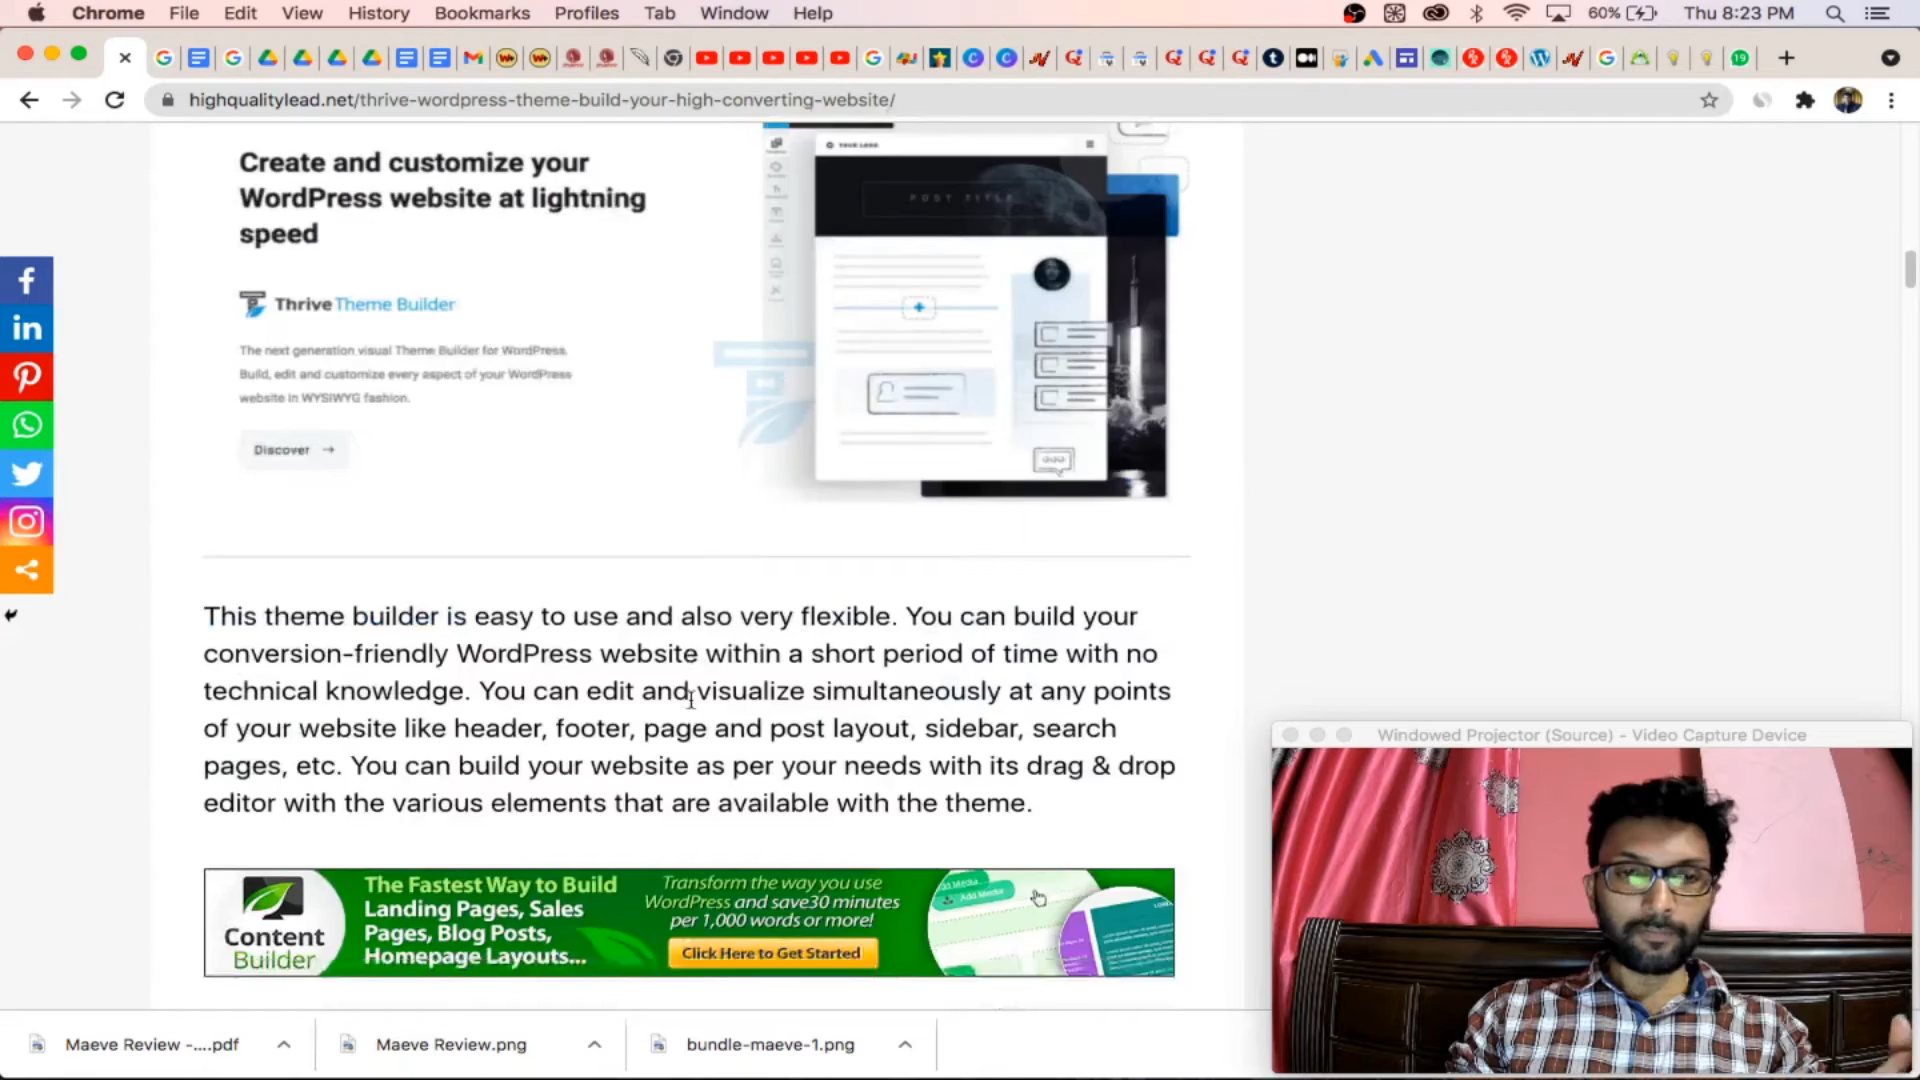 Chrome File Edit View History Bookmarks Profiles Tab Window Help 60% Thu 8:23 PM
19
highqualitylead.net/thrive-wordpress-theme-build-your-high-converting-website/
Create and customize your
WordPress website at lightning
speed
Thrive Theme Builder
The next generation visual Theme Builder for WordPress.
Build, edit and customize every aspect of your WordPress
website in WYSIWYG fashion.
Discover →
YOUR LOGO
POST TITLE
This theme builder is easy to use and also very flexible. You can build your
conversion-friendly WordPress website within a short period of time with no
technical knowledge. You can edit and visualize simultaneously at any points
of your website like header, footer, page and post layout, sidebar, search
pages, etc. You can build your website as per your needs with its drag & drop
editor with the various elements that are available with the theme.
Content
Builder
The Fastest Way to Build
Landing Pages, Sales
Pages, Blog Posts,
Homepage Layouts...
Transform the way you use
WordPress and save30 minutes
per 1,000 words or more!
Click Here to Get Started
Add Media
Add Media
Windowed Projector (Source) - Video Capture Device
Maeve Review -....pdf
Maeve Review.png
bundle-maeve-1.png